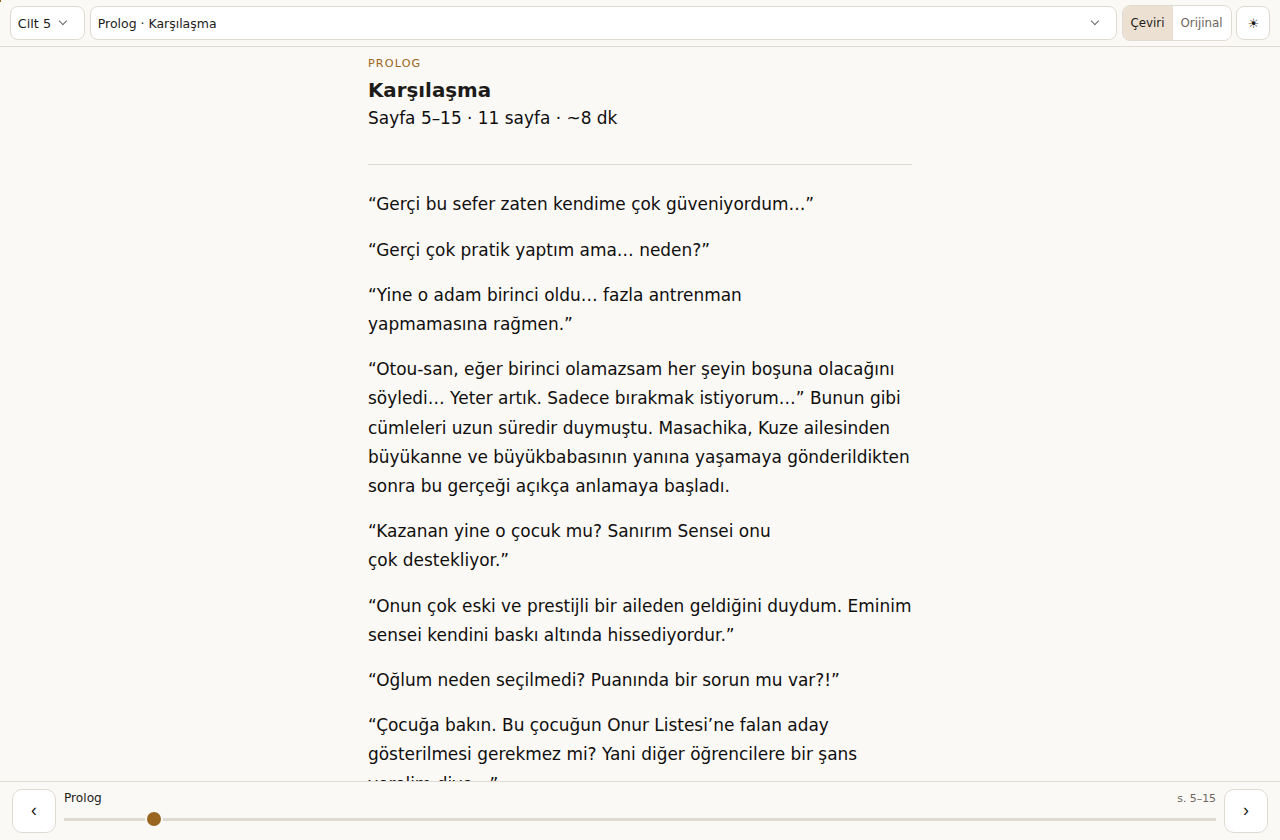 Cilt 5
Prolog · Karşılaşma
Çeviri
Orijinal
PROLOG
Karşılaşma
Sayfa 5–15 · 11 sayfa · ~8 dk
“Gerçi bu sefer zaten kendime çok güveniyordum…”
“Gerçi çok pratik yaptım ama… neden?”
“Yine o adam birinci oldu… fazla antrenman
yapmamasına rağmen.”
“Otou-san, eğer birinci olamazsam her şeyin boşuna olacağını
söyledi… Yeter artık. Sadece bırakmak istiyorum…” Bunun gibi
cümleleri uzun süredir duymuştu. Masachika, Kuze ailesinden
büyükanne ve büyükbabasının yanına yaşamaya gönderildikten
sonra bu gerçeği açıkça anlamaya başladı.
“Kazanan yine o çocuk mu? Sanırım Sensei onu
çok destekliyor.”
“Onun çok eski ve prestijli bir aileden geldiğini duydum. Eminim
sensei kendini baskı altında hissediyordur.”
“Oğlum neden seçilmedi? Puanında bir sorun mu var?!”
“Çocuğa bakın. Bu çocuğun Onur Listesi’ne falan aday
gösterilmesi gerekmez mi? Yani diğer öğrencilere bir şans
Prolog
s. 5–15